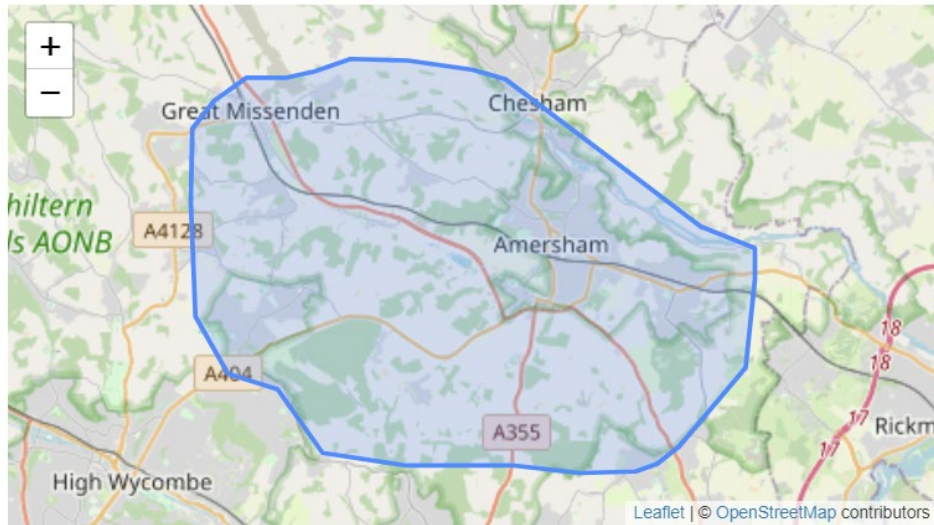 +
−
Great Missenden
Chesham
hiltern
ls AONB
A4128
Amersham
18
18
A404
17
17
A355
Rickm
High Wycombe
Leaflet | © OpenStreetMap contributors